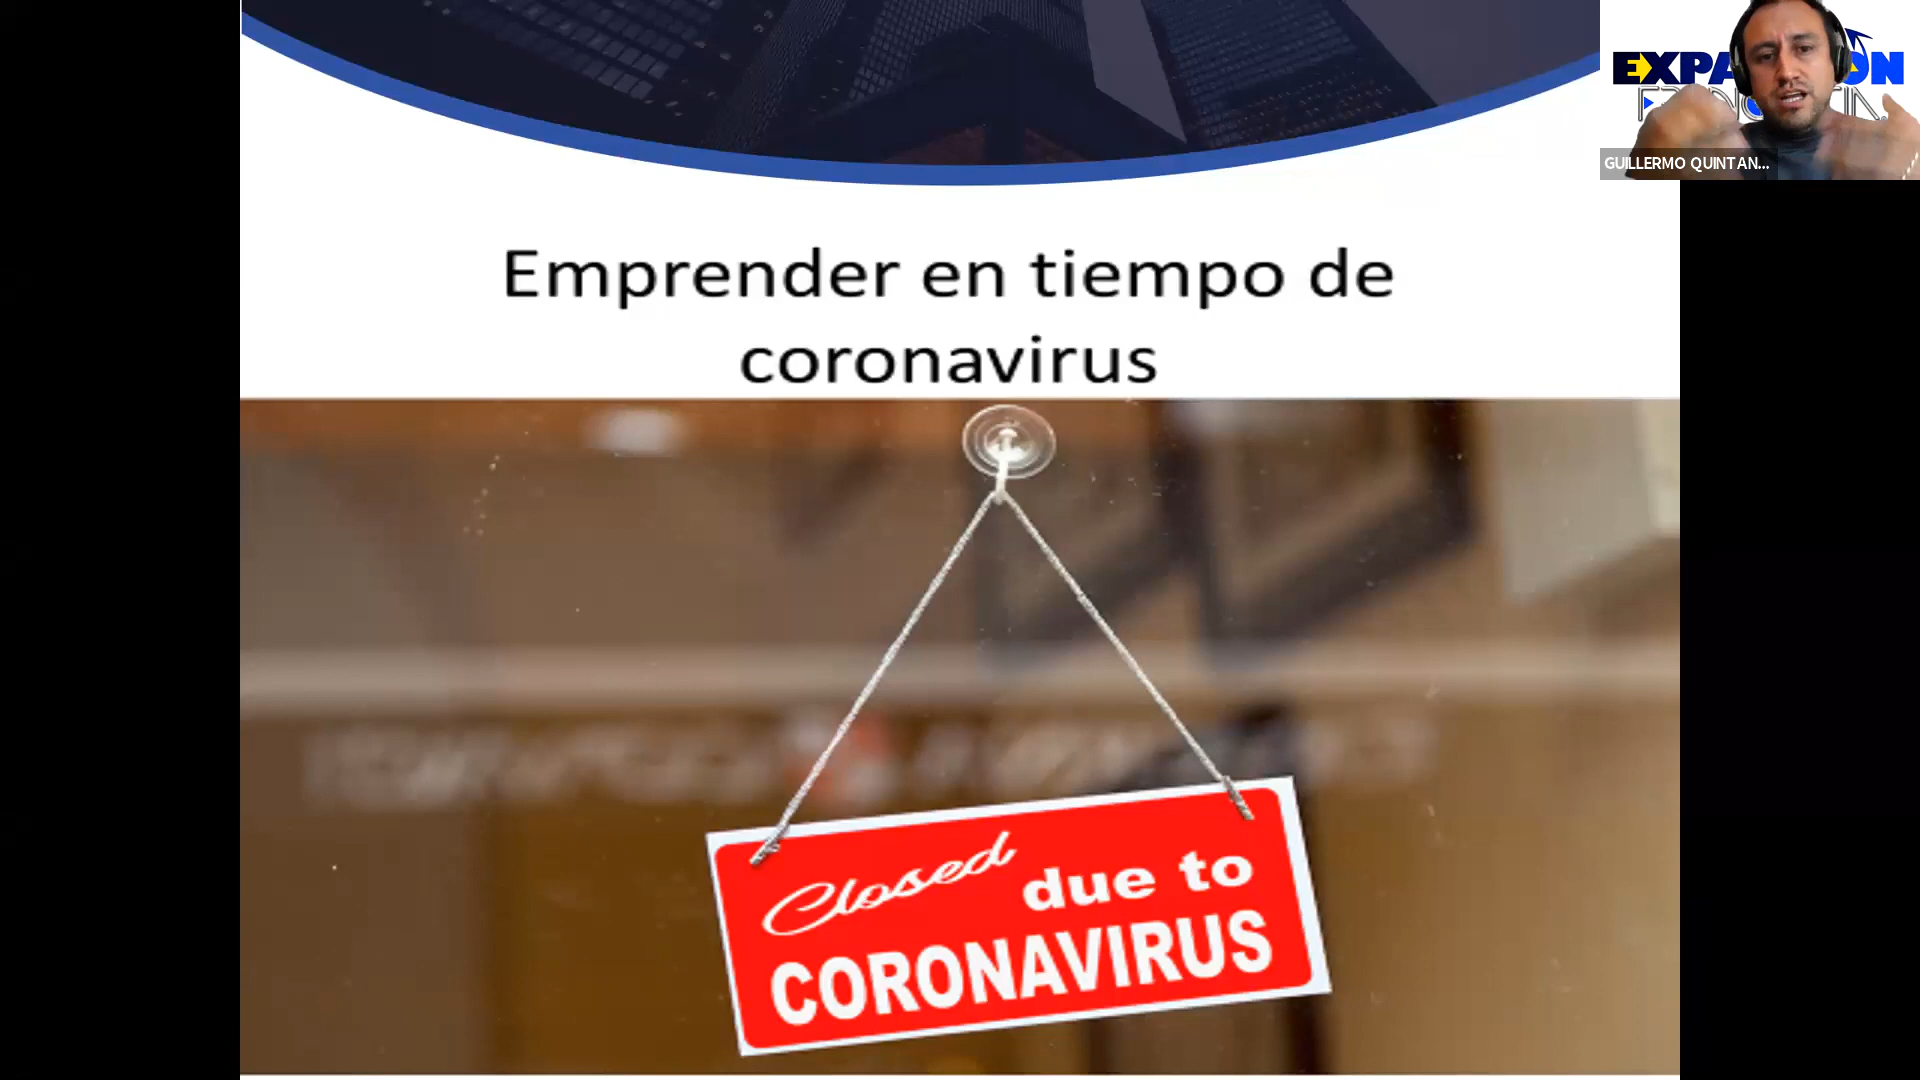 Emprender en tiempo de
coronavirus
Closed due to
CORONAVIRUS
GUILLERMO QUINTAN...